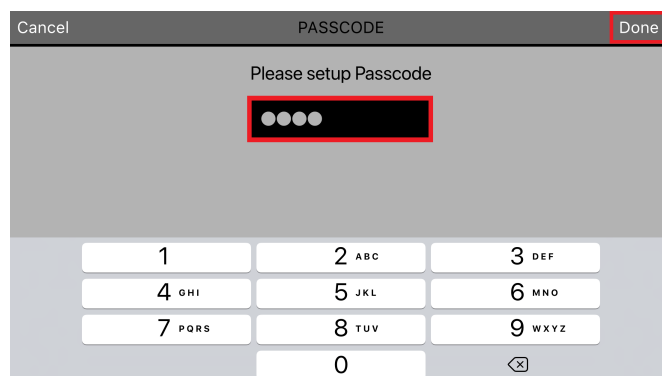 Cancel PASSCODE Done
Please setup Passcode
1 2 ABC 3 DEF
4 GHI 5 JKL 6 MNO
7 PQRS 8 TUV 9 WXYZ
0